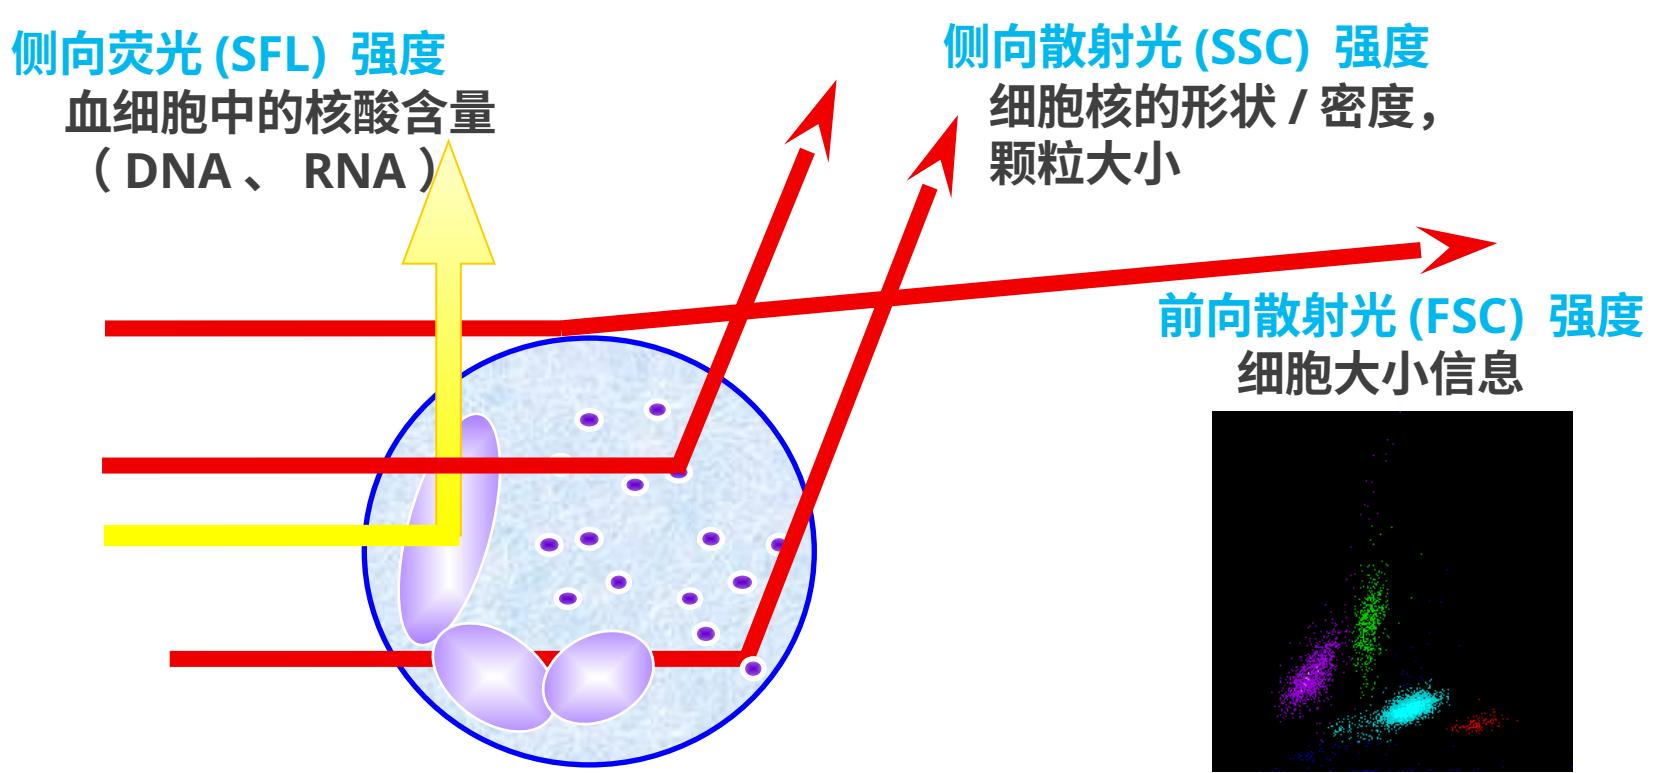 侧向荧光 (SFL) 强度
血细胞中的核酸含量
（ DNA 、 RNA ）
侧向散射光 (SSC) 强度
细胞核的形状 / 密度，
颗粒大小
前向散射光 (FSC) 强度
细胞大小信息